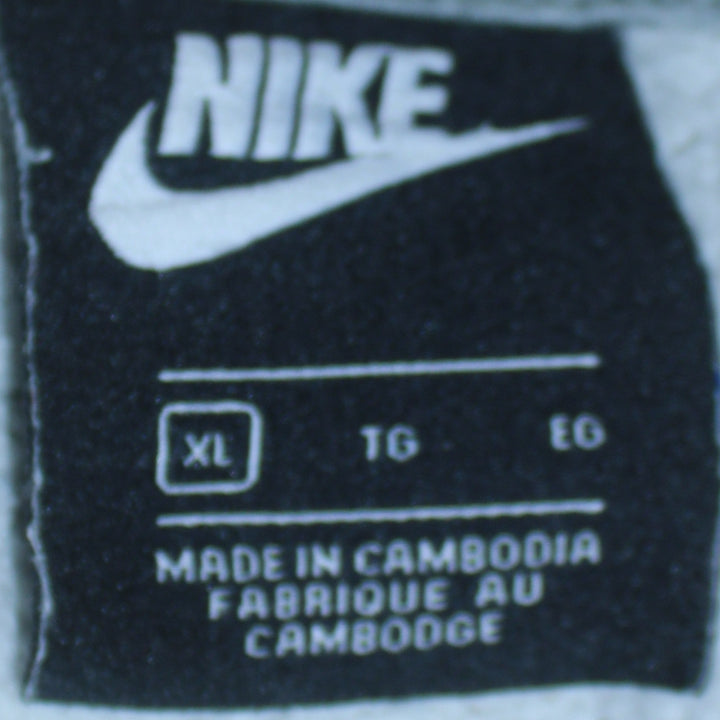 NIKE
XL TG EG
MADE IN CAMBODIA
FABRIQUE AU
CAMBODGE